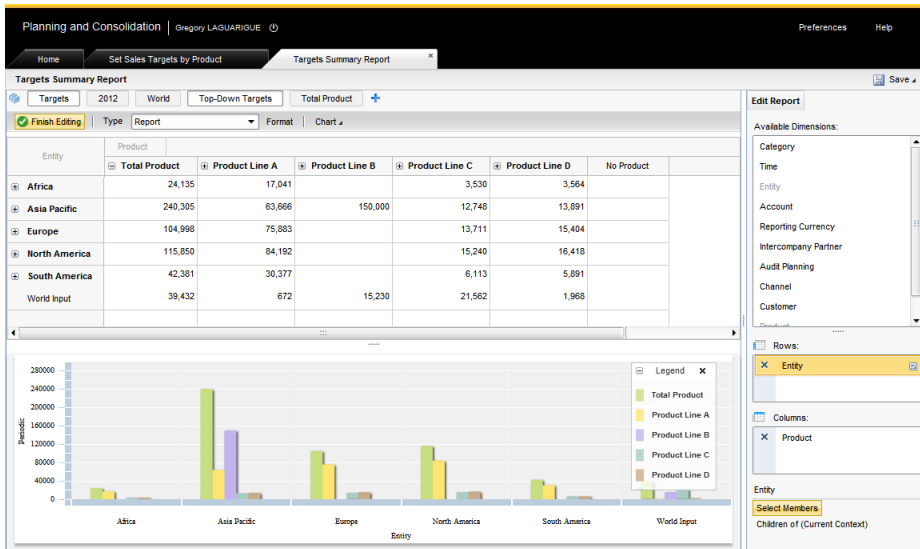 Planning and Consolidation | Gregory LAGUARIGUE
Preferences Help
Home Set Sales Targets by Product Targets Summary Report x
Targets Summary Report Save
Targets 2012 World Top-Down Targets Total Product +
Finish Editing Type Report Format Chart
Entity Product
Total Product Product Line A Product Line B Product Line C Product Line D No Product
Africa 24,135 17,041 3,530 3,564
Asia Pacific 240,305 63,666 150,000 12,748 13,891
Europe 104,998 75,883 13,711 15,404
North America 115,850 84,192 15,240 16,418
South America 42,381 30,377 6,113 5,891
World Input 39,432 672 15,230 21,562 1,968
280000
240000
200000
160000
120000
80000
40000
0
Periodic
Africa Asia Pacific Europe North America South America World Input
Entity
Legend x
Total Product
Product Line A
Product Line B
Product Line C
Product Line D
Edit Report
Available Dimensions:
Category
Time
Entity
Account
Reporting Currency
Intercompany Partner
Audit Planning
Channel
Customer
Product
Rows:
x Entity
Columns:
x Product
Entity
Select Members
Children of (Current Context)